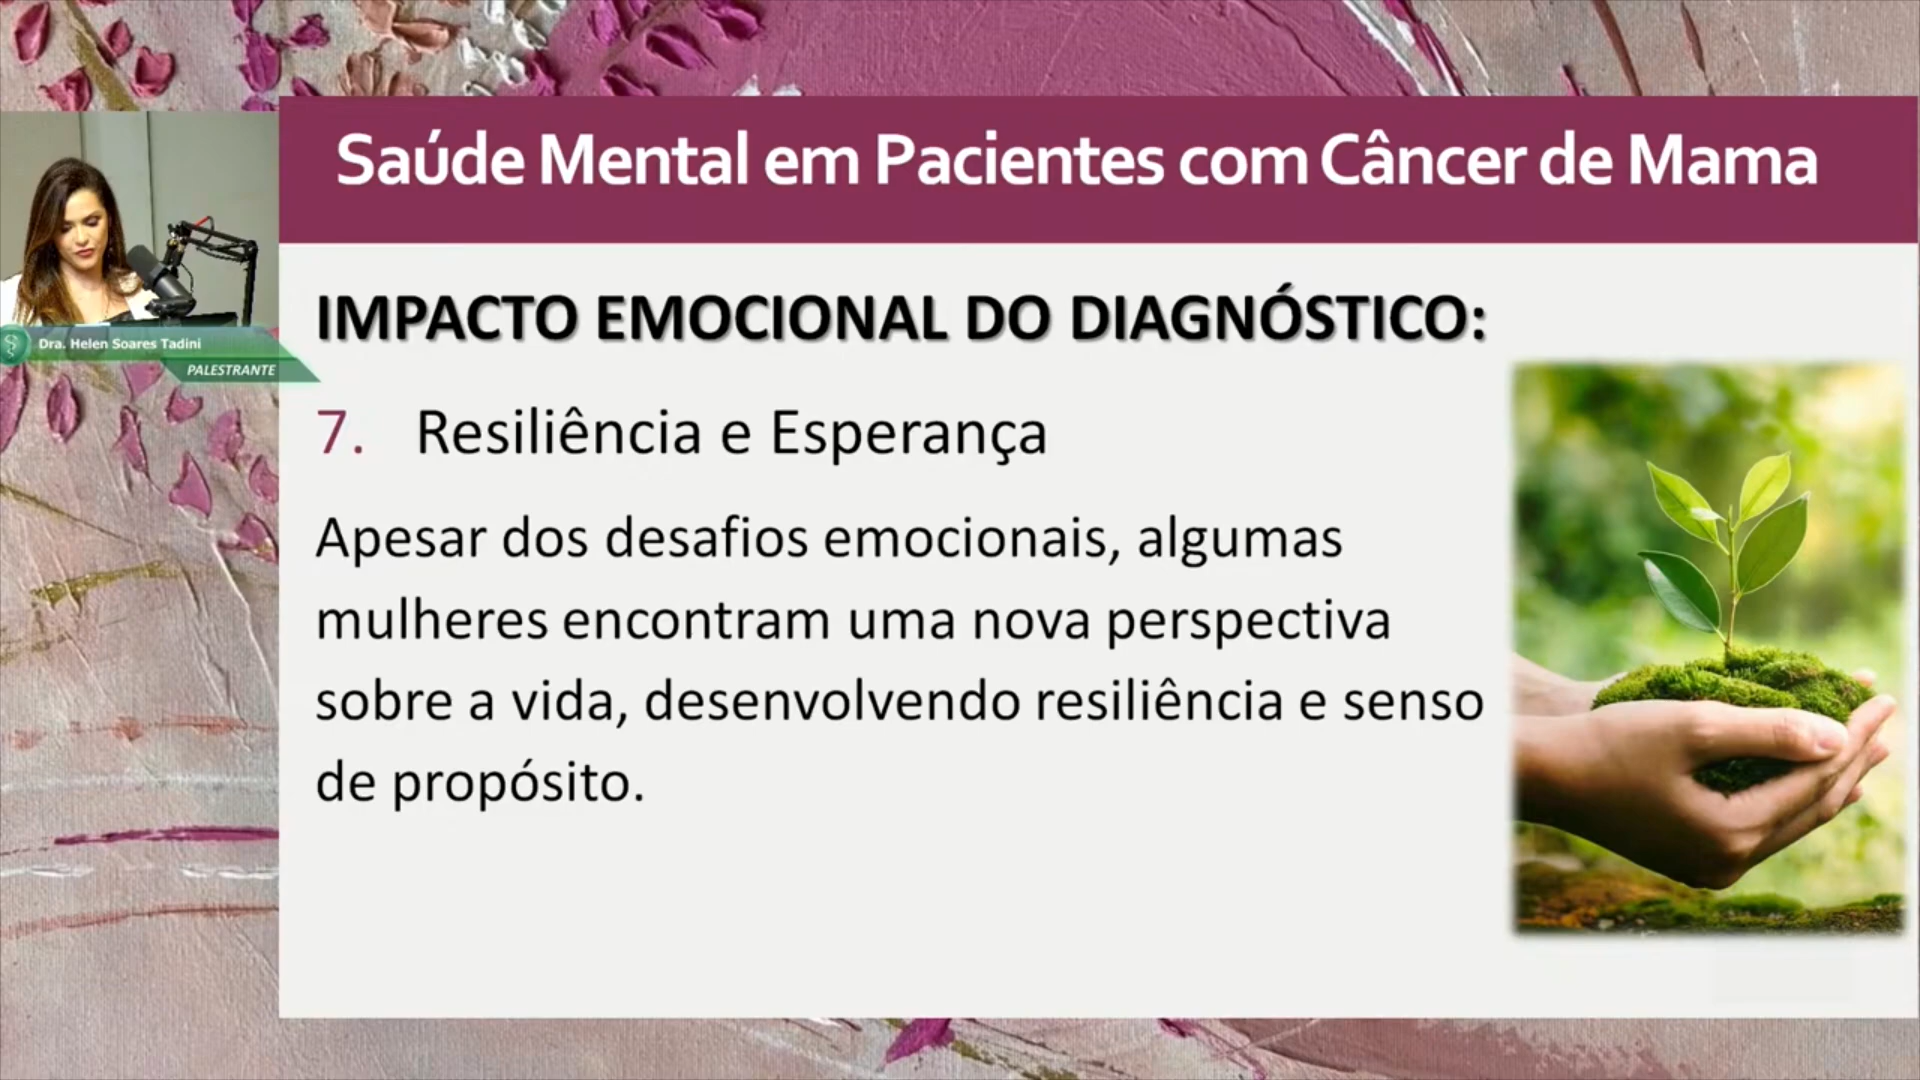 Saúde Mental em Pacientes com Câncer de Mama
Dra. Helen Soares Tadini
PALESTRANTE
IMPACTO EMOCIONAL DO DIAGNÓSTICO:
7. Resiliência e Esperança
Apesar dos desafios emocionais, algumas
mulheres encontram uma nova perspectiva
sobre a vida, desenvolvendo resiliência e senso
de propósito.